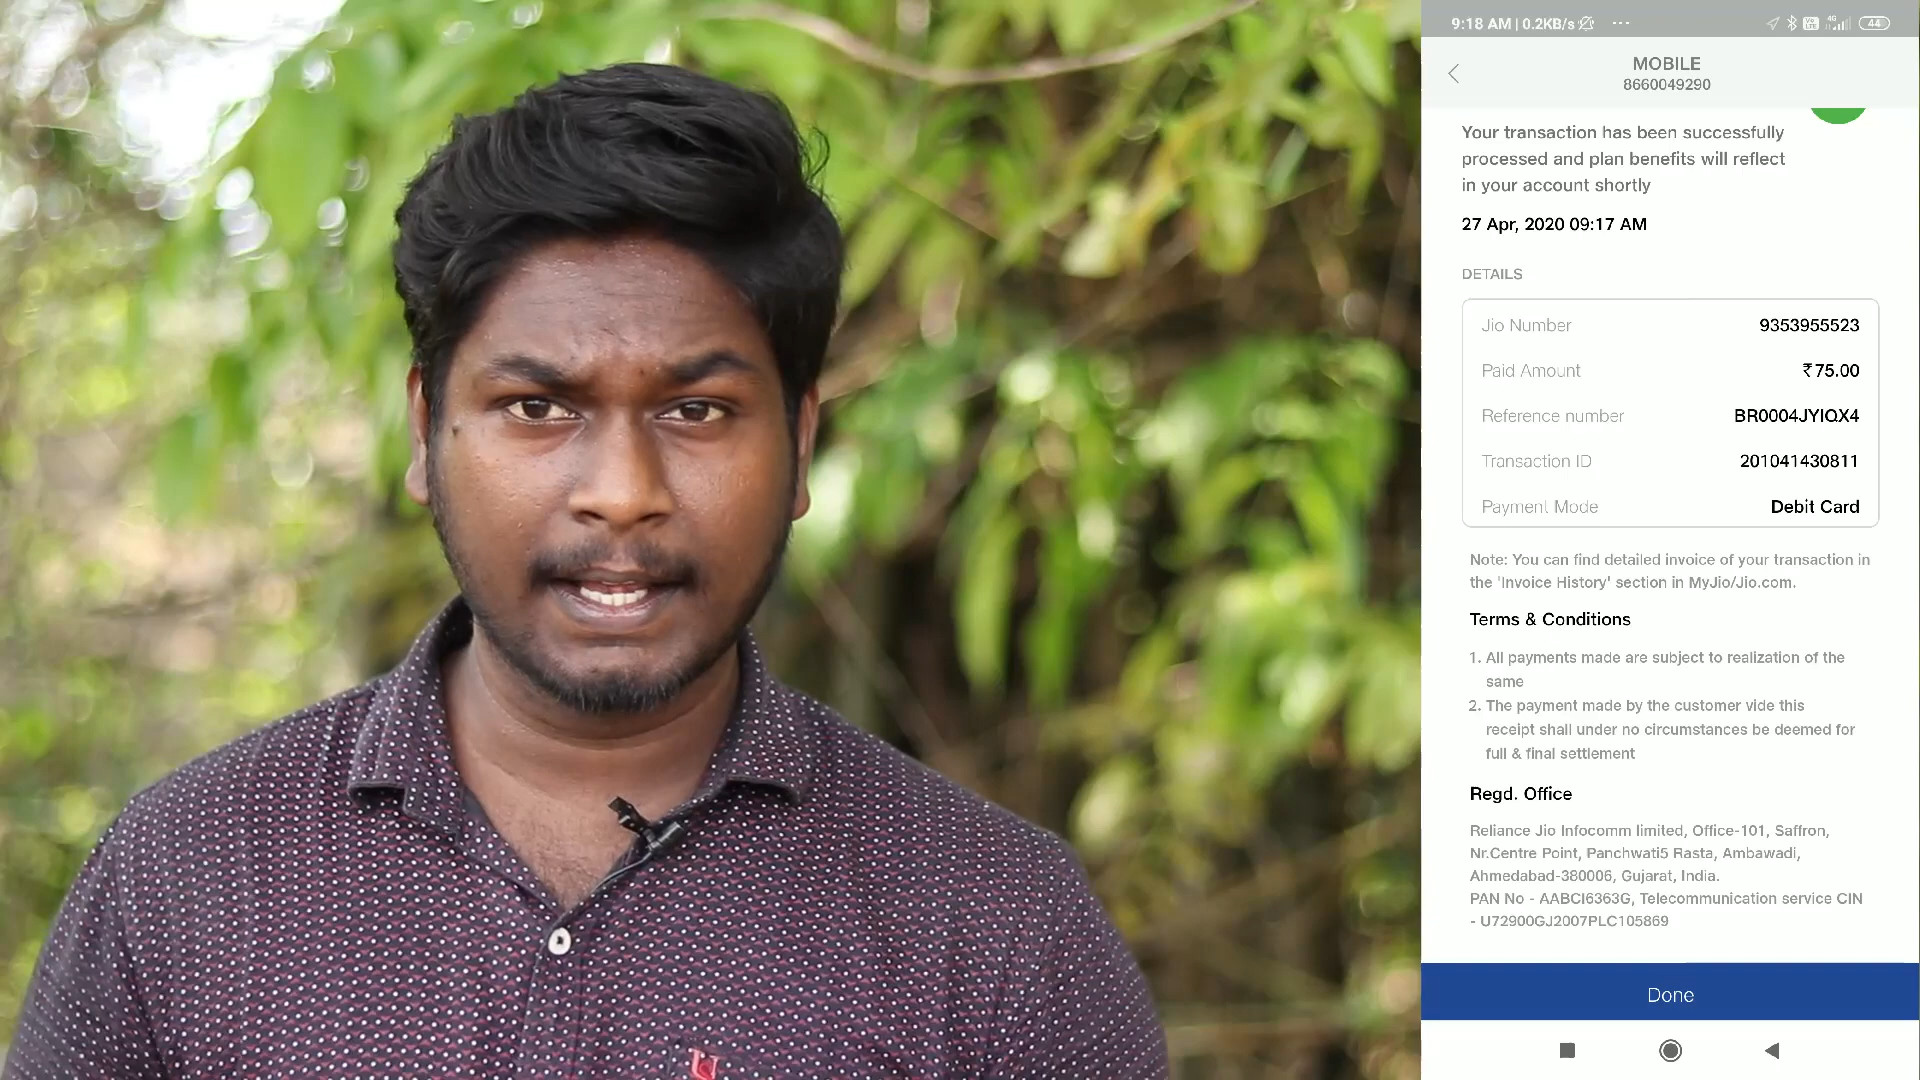 9:18 AM | 0.2KB/s
44
MOBILE
8660049290
Your transaction has been successfully
processed and plan benefits will reflect
in your account shortly
27 Apr, 2020 09:17 AM
DETAILS
Jio Number 9353955523
Paid Amount ₹75.00
Reference number BR0004JYIQX4
Transaction ID 201041430811
Payment Mode Debit Card
Note: You can find detailed invoice of your transaction in
the 'Invoice History' section in MyJio/Jio.com.
Terms & Conditions
1. All payments made are subject to realization of the
same
2. The payment made by the customer vide this
receipt shall under no circumstances be deemed for
full & final settlement
Regd. Office
Reliance Jio Infocomm limited, Office-101, Saffron,
Nr.Centre Point, Panchwati5 Rasta, Ambawadi,
Ahmedabad-380006, Gujarat, India.
PAN No - AABCI6363G, Telecommunication service CIN
- U72900GJ2007PLC105869
Done